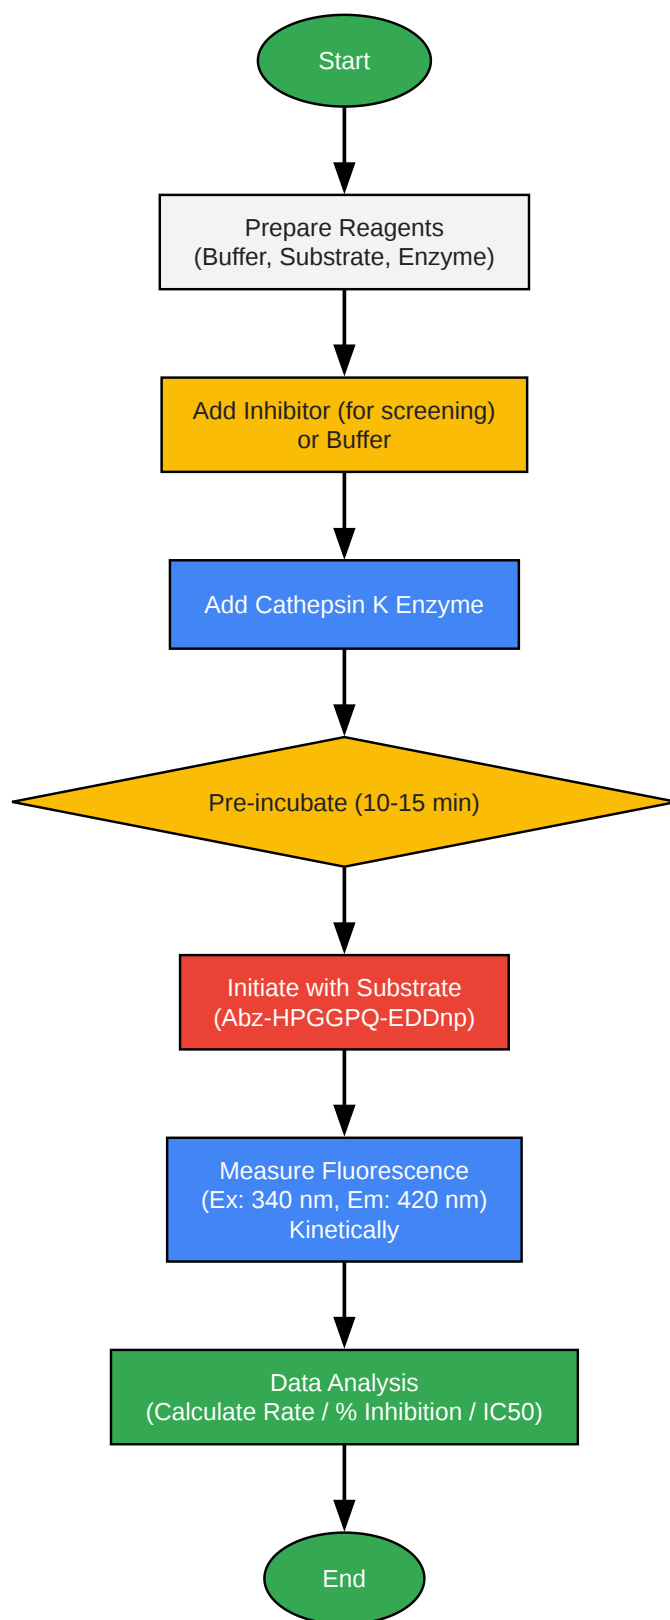 Start
Prepare Reagents
(Buffer, Substrate, Enzyme)
Add Inhibitor (for screening)
or Buffer
Add Cathepsin K Enzyme
Pre-incubate (10-15 min)
Initiate with Substrate
(Abz-HPGGPQ-EDDnp)
Measure Fluorescence
(Ex: 340 nm, Em: 420 nm)
Kinetically
Data Analysis
(Calculate Rate / % Inhibition / IC50)
End